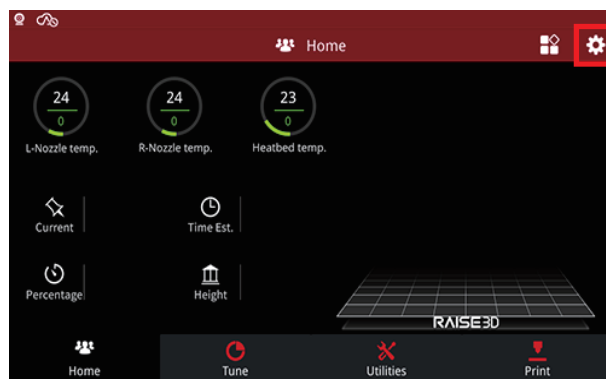 Home
24
0
24
0
23
0
L-Nozzle temp. R-Nozzle temp. Heatbed temp.
Current Time Est.
Percentage Height
RAISE3D
Home Tune Utilities Print